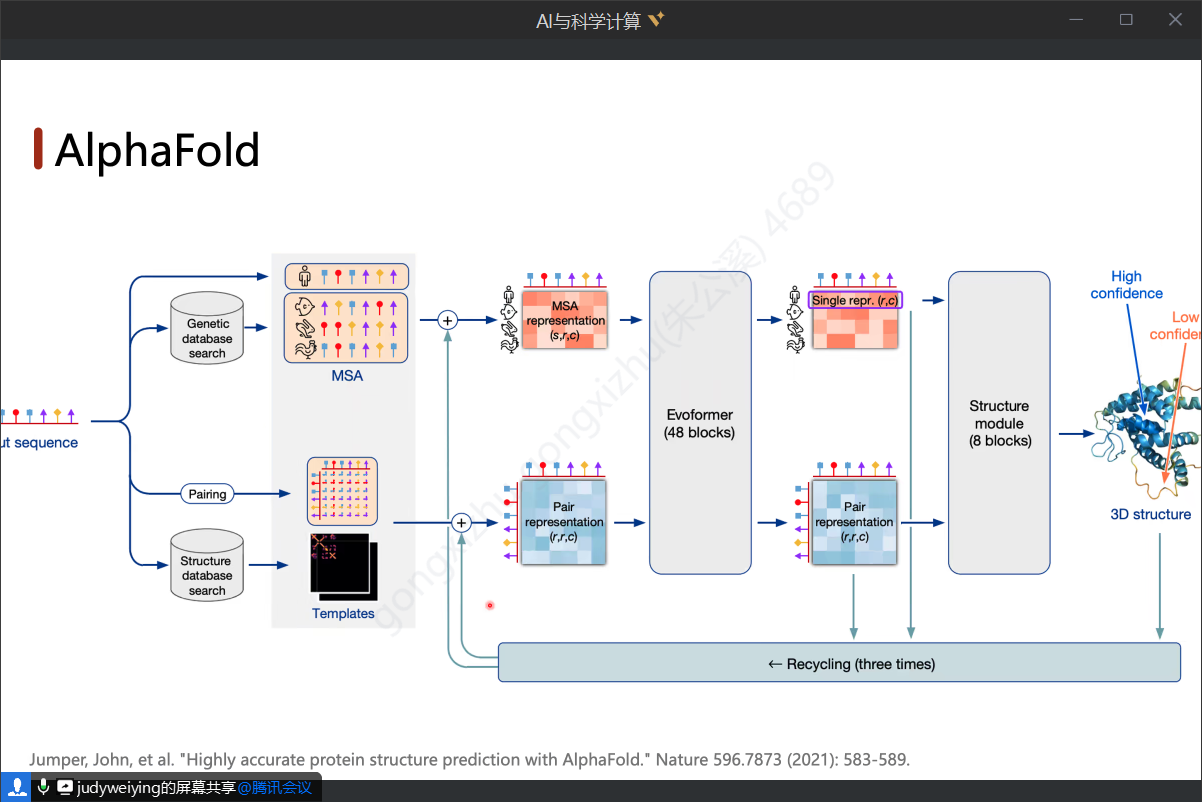 AI与科学计算
AlphaFold
Genetic
database
search
MSA
ut sequence
Pairing
Structure
database
search
Templates
+
+
MSA
representation
(s,r,c)
Pair
representation
(r,r,c)
Evoformer
(48 blocks)
Single repr. (r,c)
Pair
representation
(r,r,c)
Structure
module
(8 blocks)
High
confidence
Low
confiden
3D structure
← Recycling (three times)
gongxizhu gongxizhu(朱公溪) 4689
Jumper, John, et al. "Highly accurate protein structure prediction with AlphaFold." Nature 596.7873 (2021): 583-589.
judyweiying的屏幕共享@腾讯会议